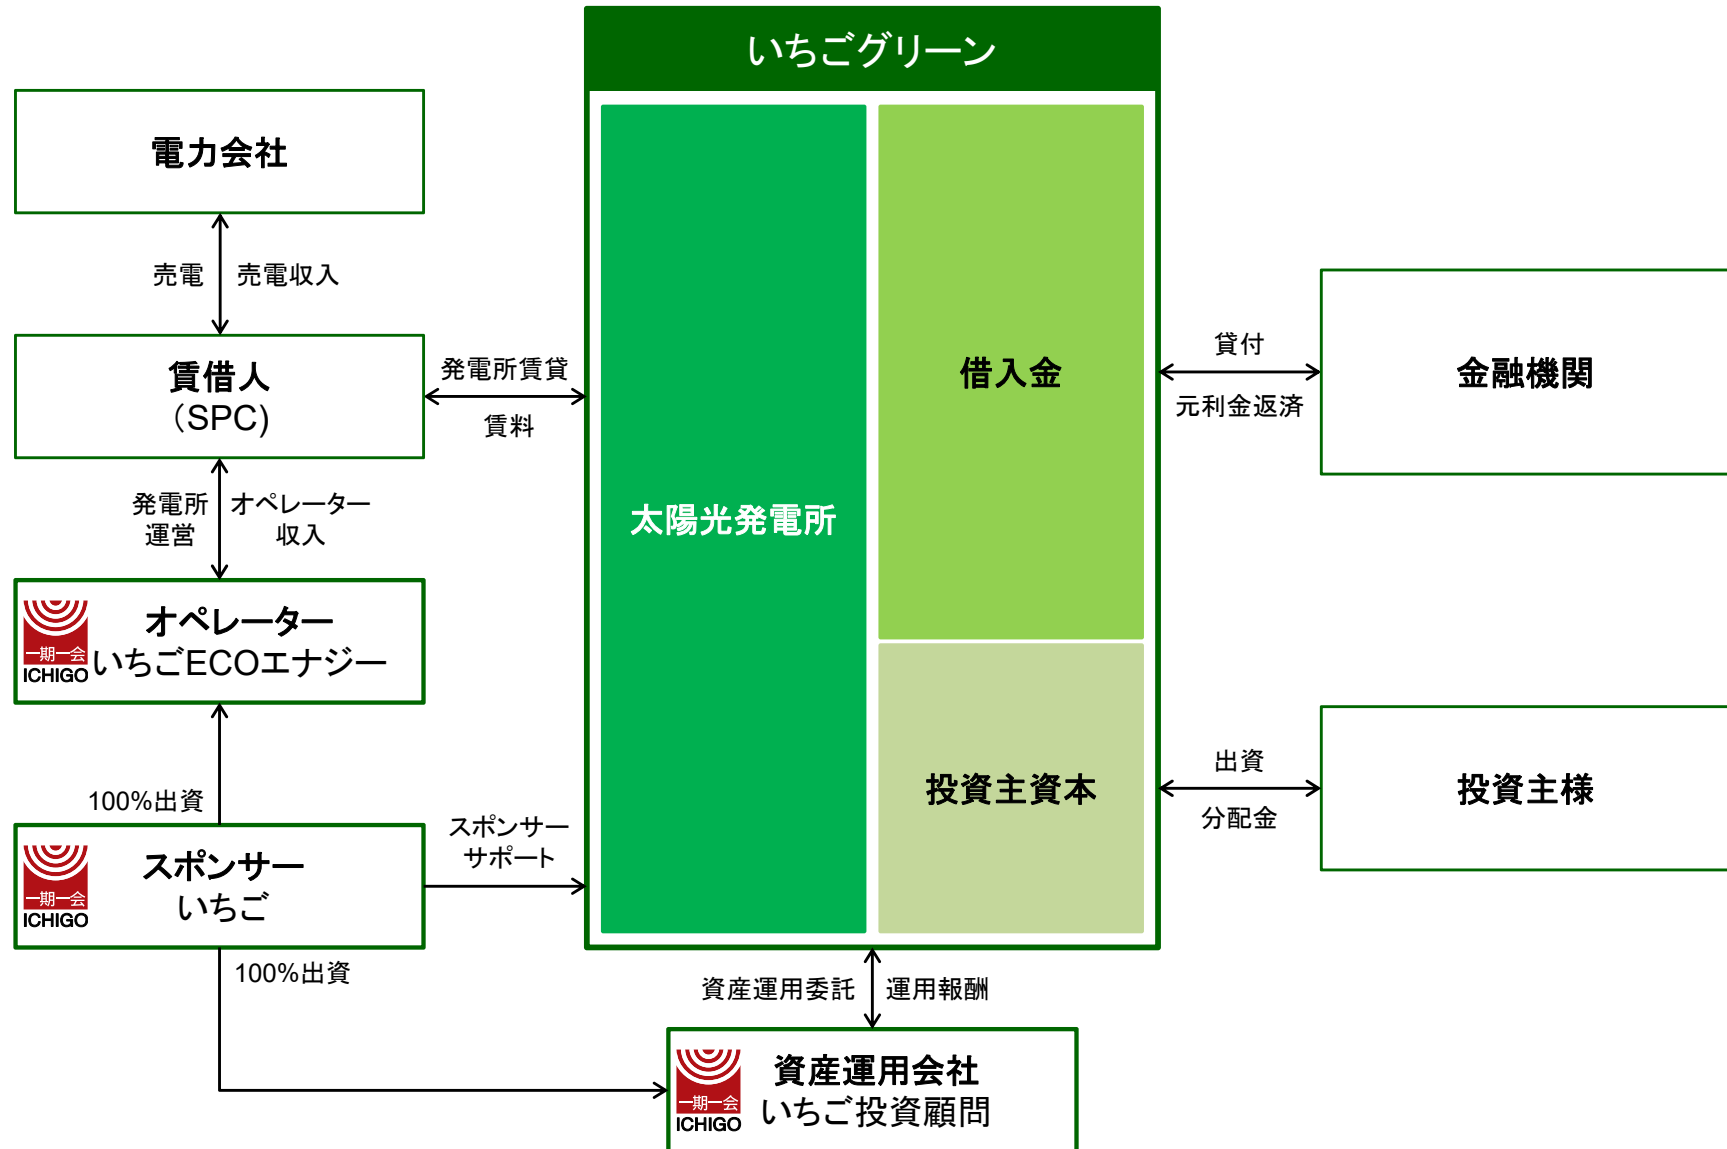 いちごグリーン
電力会社
売電
売電収入
賃借人
（SPC)
発電所賃貸
賃料
発電所
運営
オペレーター
収入
一期一会
ICHIGO
オペレーター
いちごECOエナジー
100%出資
一期一会
ICHIGO
スポンサー
いちご
スポンサー
サポート
100%出資
太陽光発電所
借入金
投資主資本
貸付
元利金返済
金融機関
出資
分配金
投資主様
資産運用委託
運用報酬
一期一会
ICHIGO
資産運用会社
いちご投資顧問